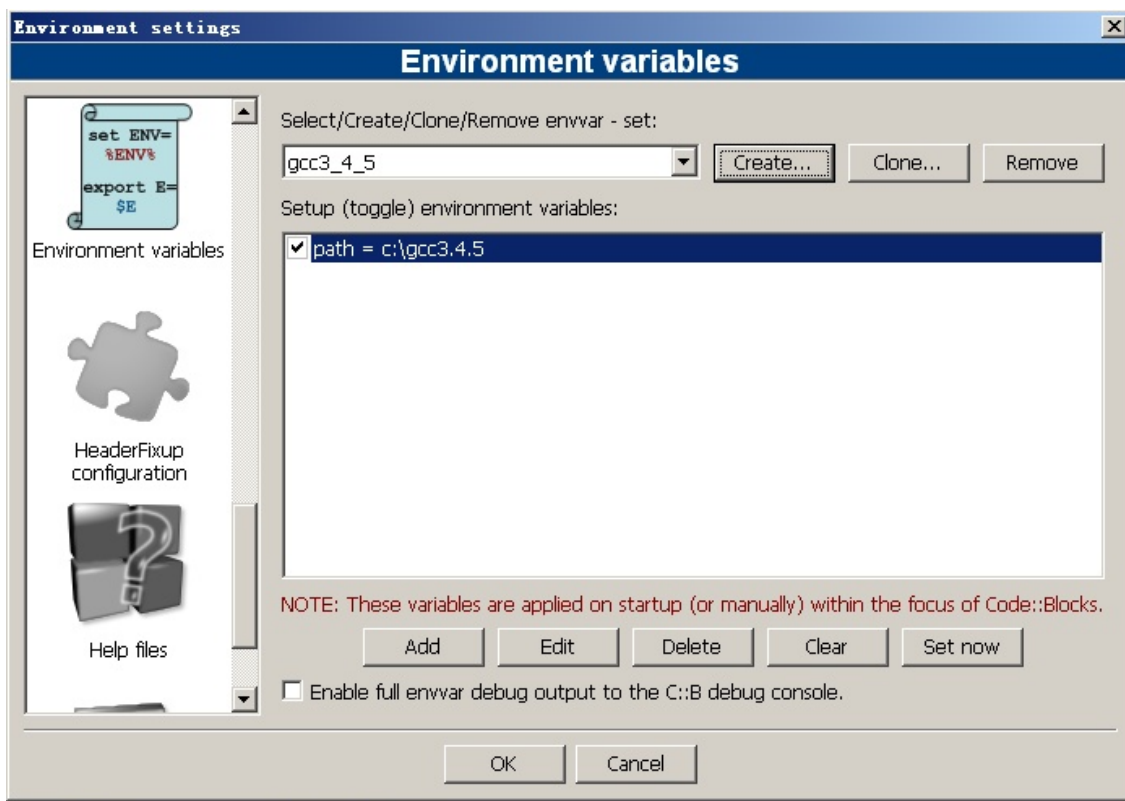 Environment settings
Environment variables
set ENV=
%ENV%
export E=
$E
Environment variables
HeaderFixup
configuration
?
Help files
Select/Create/Clone/Remove envvar - set:
gcc3_4_5
Create...
Clone...
Remove
Setup (toggle) environment variables:
path = c:\gcc3.4.5
NOTE: These variables are applied on startup (or manually) within the focus of Code::Blocks.
Add
Edit
Delete
Clear
Set now
Enable full envvar debug output to the C::B debug console.
OK
Cancel